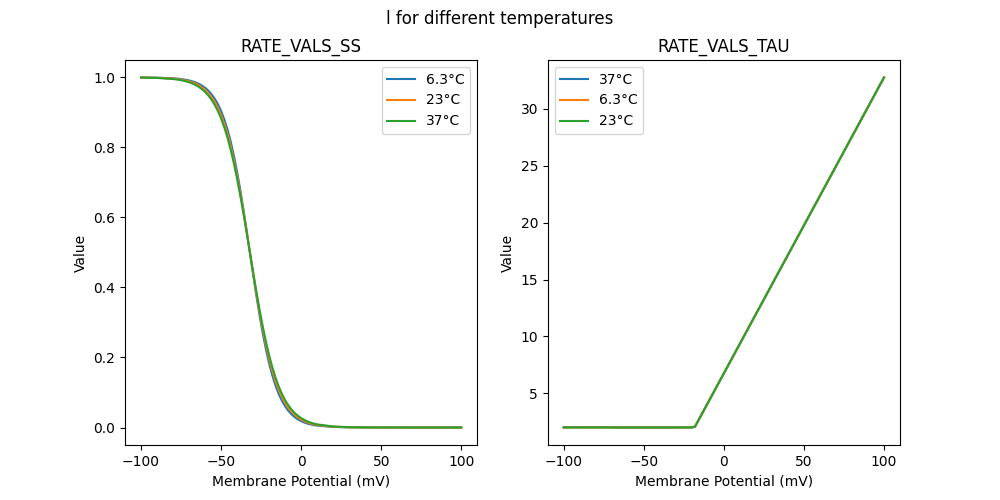 l for different temperatures
RATE_VALS_SS
1.0
0.8
0.6
0.4
0.2
0.0
Value
6.3°C
23°C
37°C
−100
−50
0
50
100
Membrane Potential (mV)
RATE_VALS_TAU
30
25
20
15
10
5
Value
37°C
6.3°C
23°C
−100
−50
0
50
100
Membrane Potential (mV)